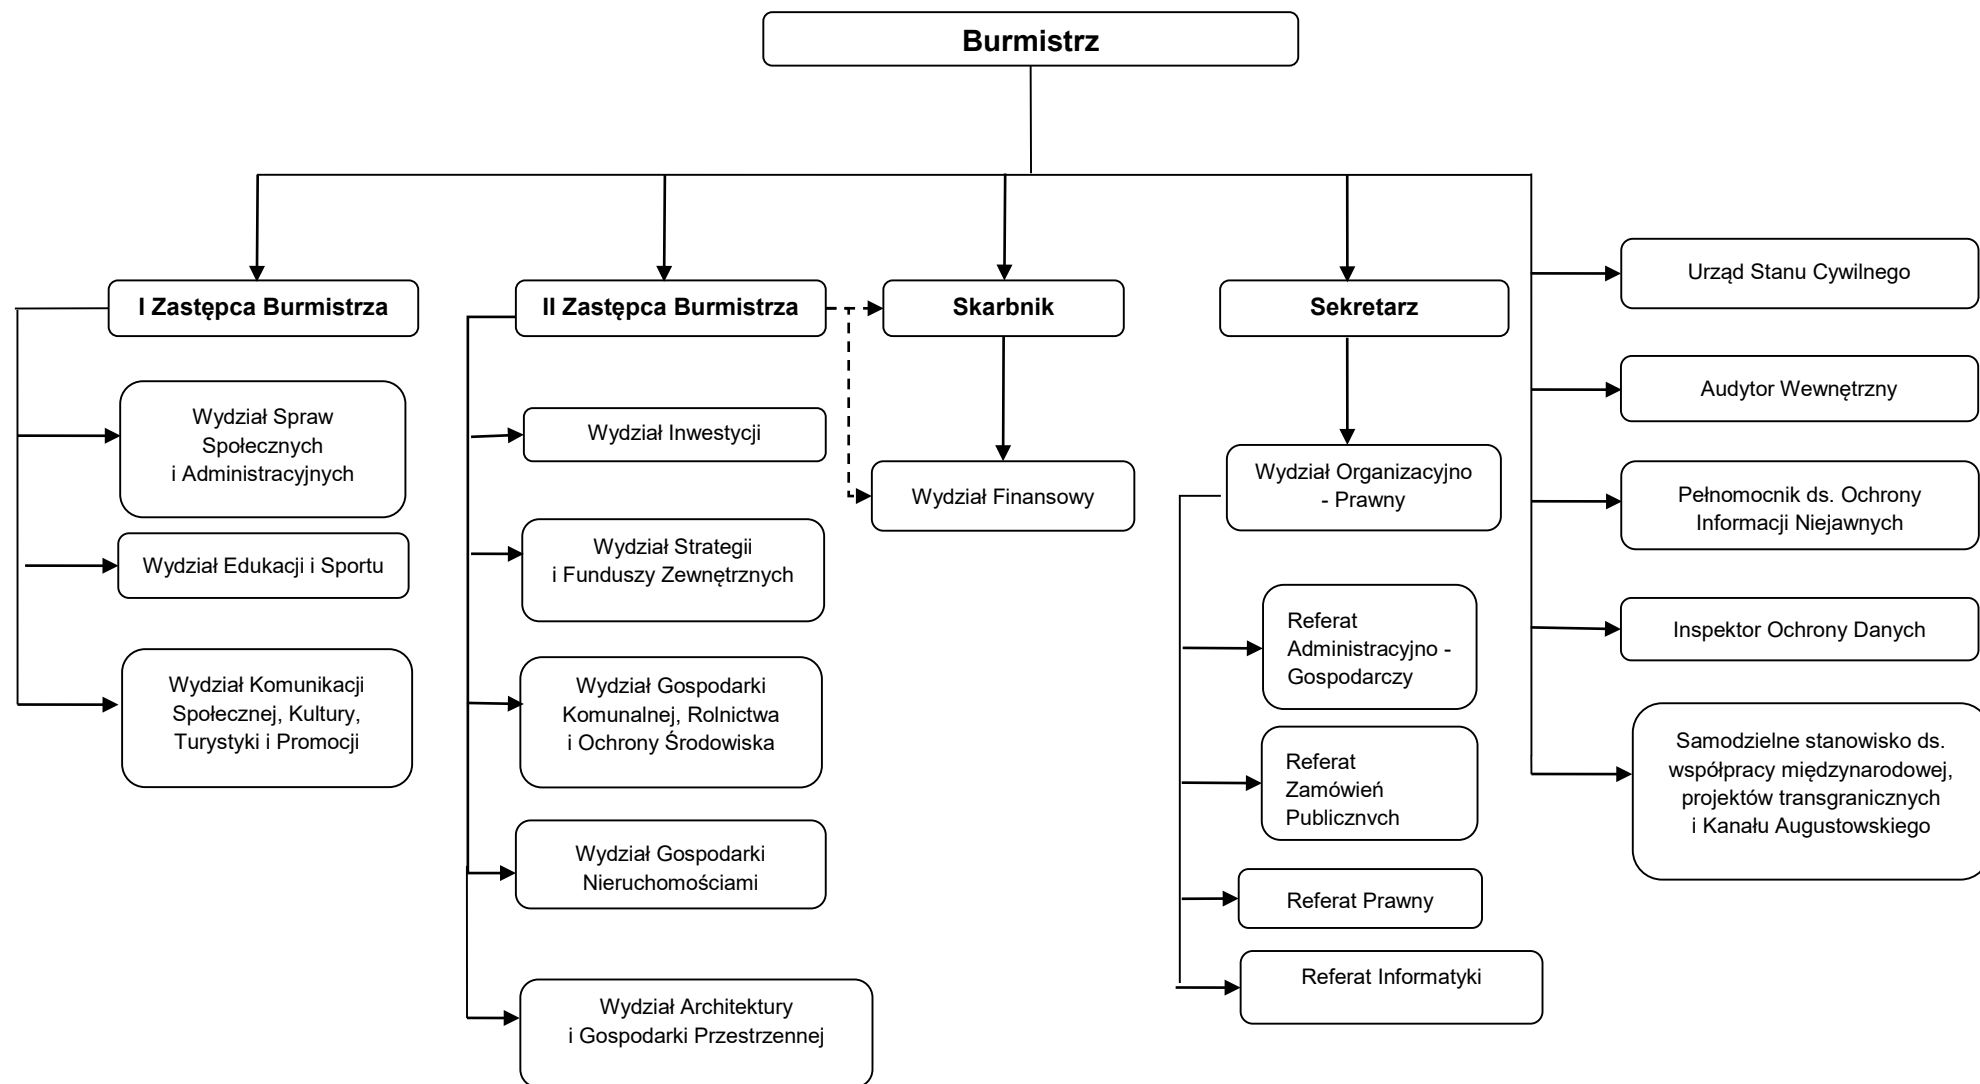 Burmistrz
I Zastępca Burmistrza
Wydział Spraw
Społecznych
i Administracyjnych
Wydział Edukacji i Sportu
Wydział Komunikacji
Społecznej, Kultury,
Turystyki i Promocji
II Zastępca Burmistrza
Wydział Inwestycji
Wydział Strategii
i Funduszy Zewnętrznych
Wydział Gospodarki
Komunalnej, Rolnictwa
i Ochrony Środowiska
Wydział Gospodarki
Nieruchomościami
Wydział Architektury
i Gospodarki Przestrzennej
Skarbnik
Wydział Finansowy
Sekretarz
Wydział Organizacyjno
- Prawny
Referat
Administracyjno -
Gospodarczy
Referat
Zamówień
Publicznych
Referat Prawny
Referat Informatyki
Urząd Stanu Cywilnego
Audytor Wewnętrzny
Pełnomocnik ds. Ochrony
Informacji Niejawnych
Inspektor Ochrony Danych
Samodzielne stanowisko ds.
współpracy międzynarodowej,
projektów transgranicznych
i Kanału Augustowskiego